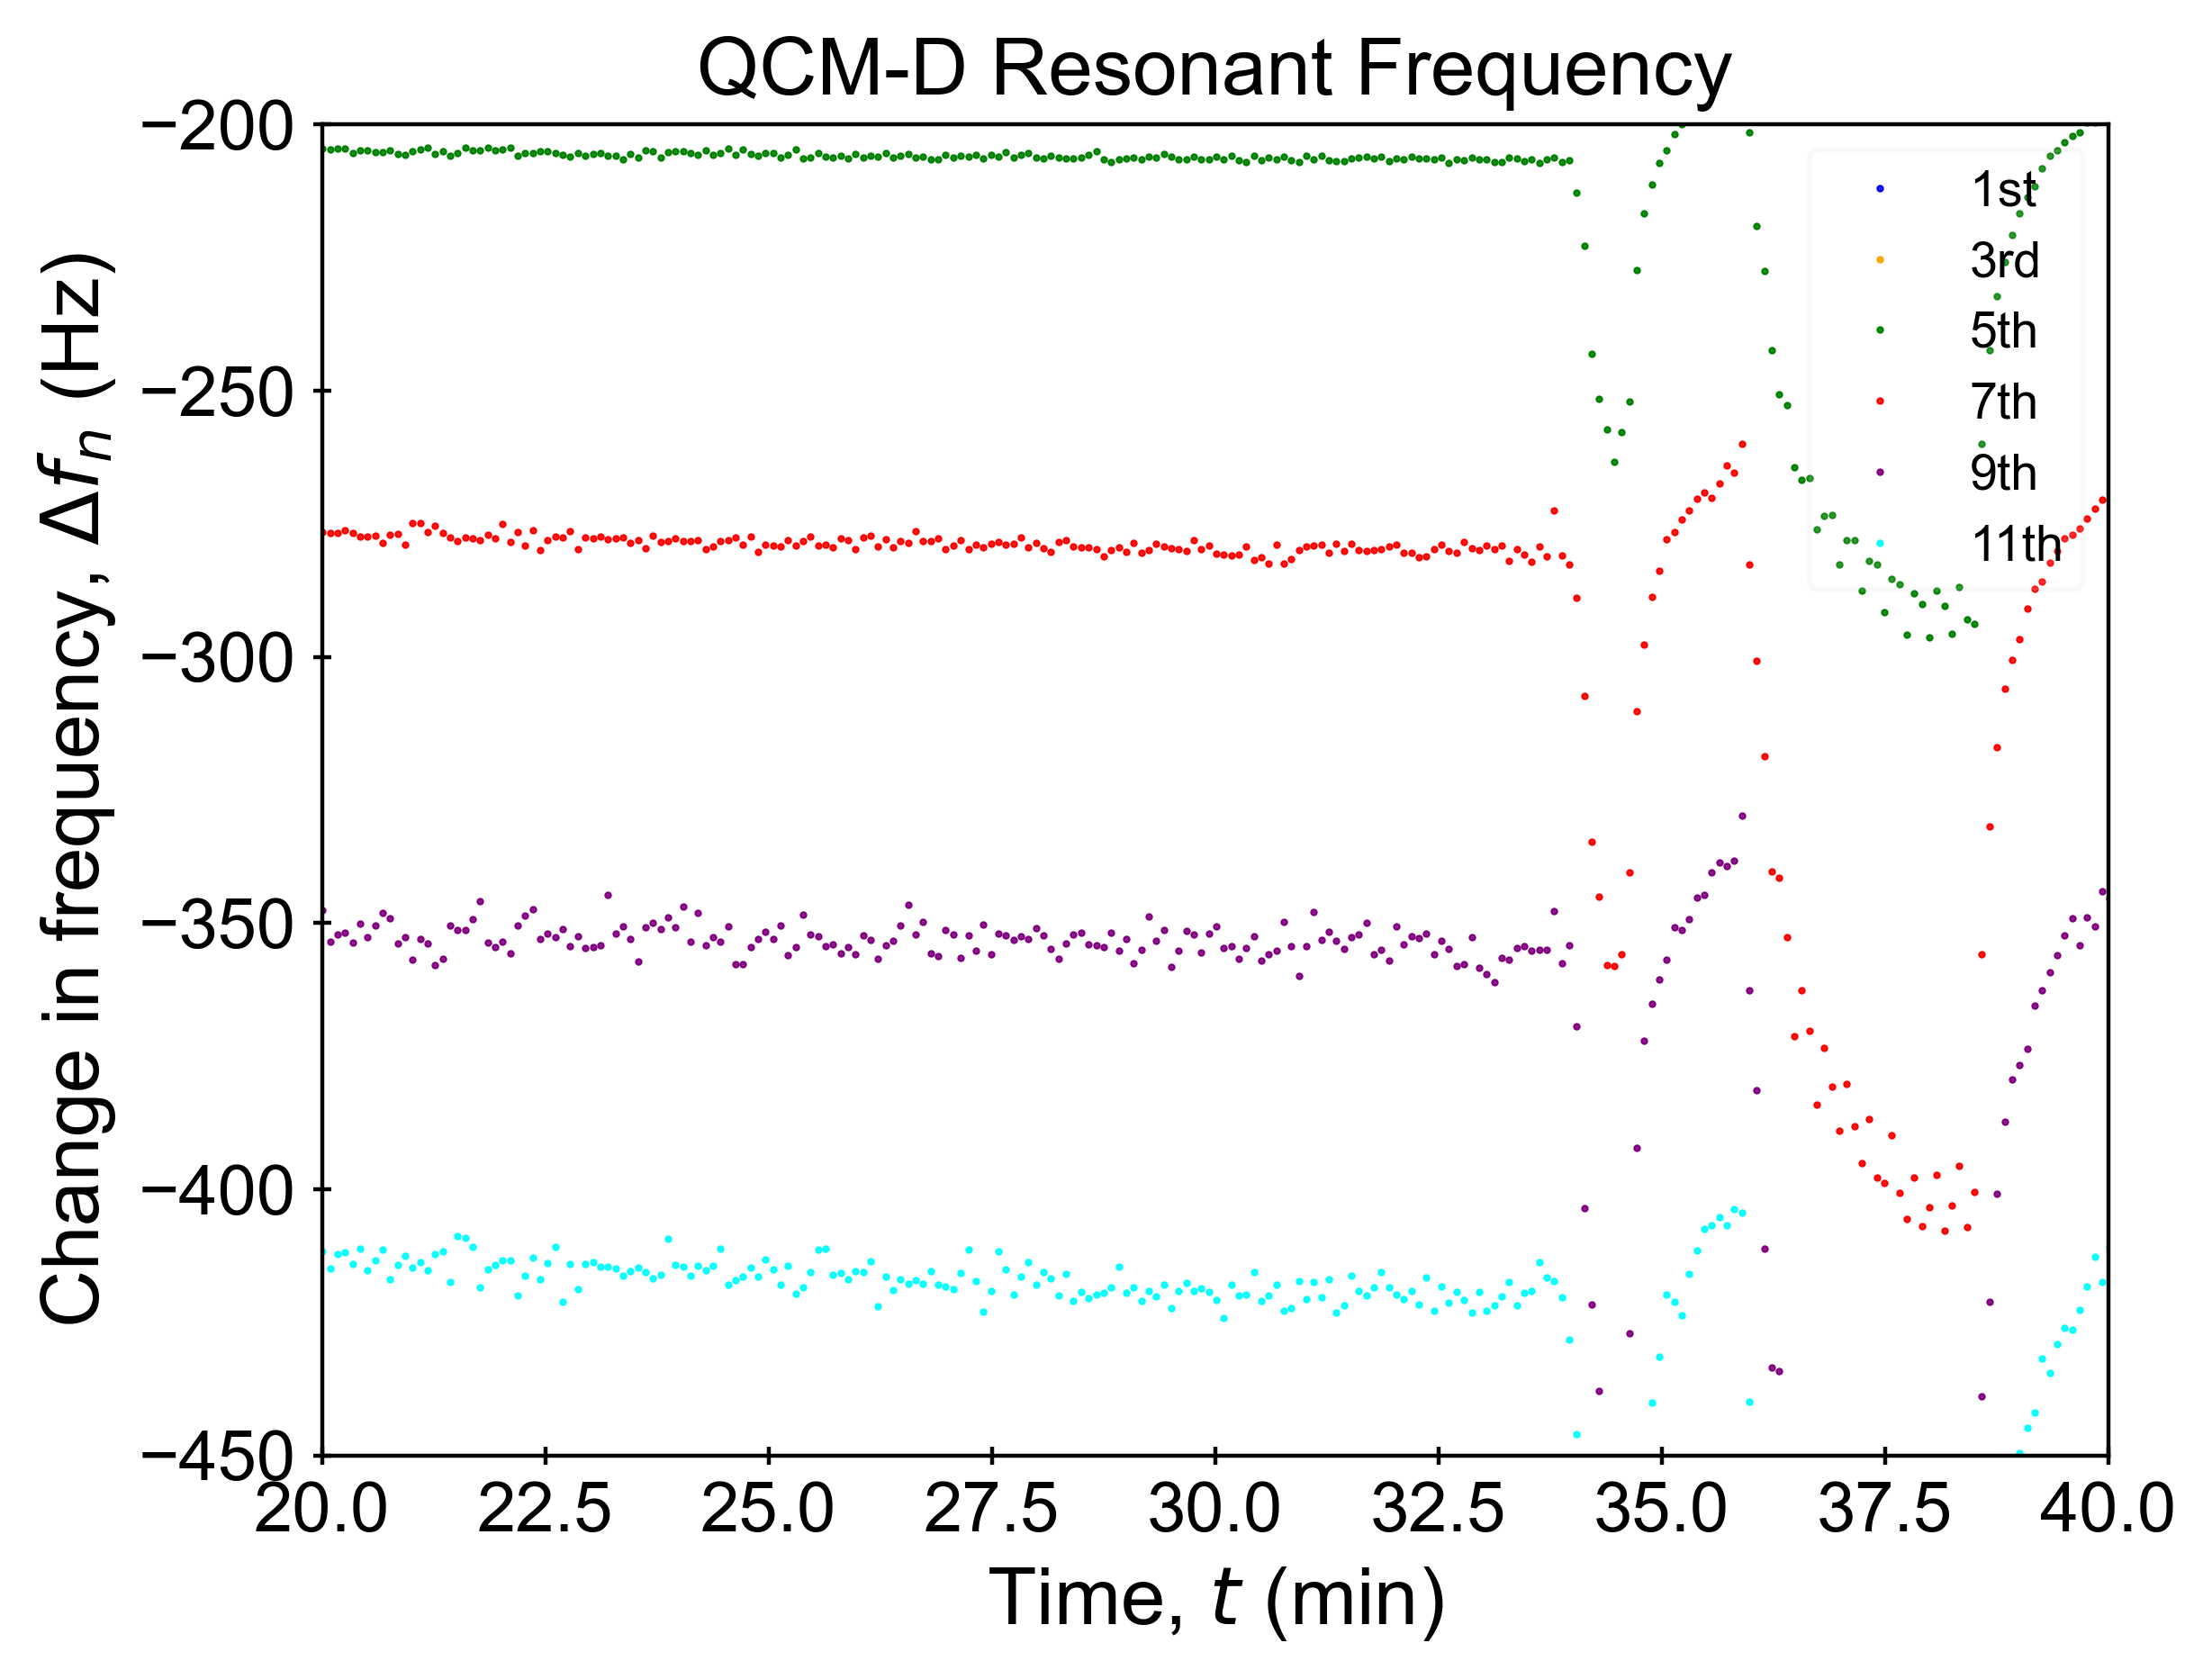 QCM-D Resonant Frequency
Change in frequency, Δfn (Hz)
−200
−250
−300
−350
−400
−450
1st
3rd
5th
7th
9th
11th
20.0 22.5 25.0 27.5 30.0 32.5 35.0 37.5 40.0
Time, t (min)